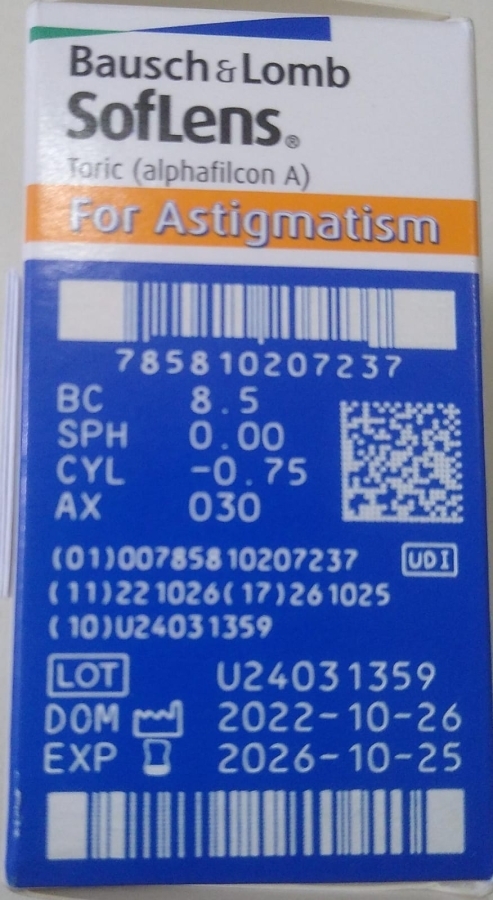 Bausch & Lomb
SofLens®
Toric (alphafilcon A)
For Astigmatism
785810207237
BC 8.5
SPH 0.00
CYL -0.75
AX 030
(01)00785810207237 UDI
(11)221026(17)261025
(10)U24031359
LOT U24031359
DOM 2022-10-26
EXP 2026-10-25